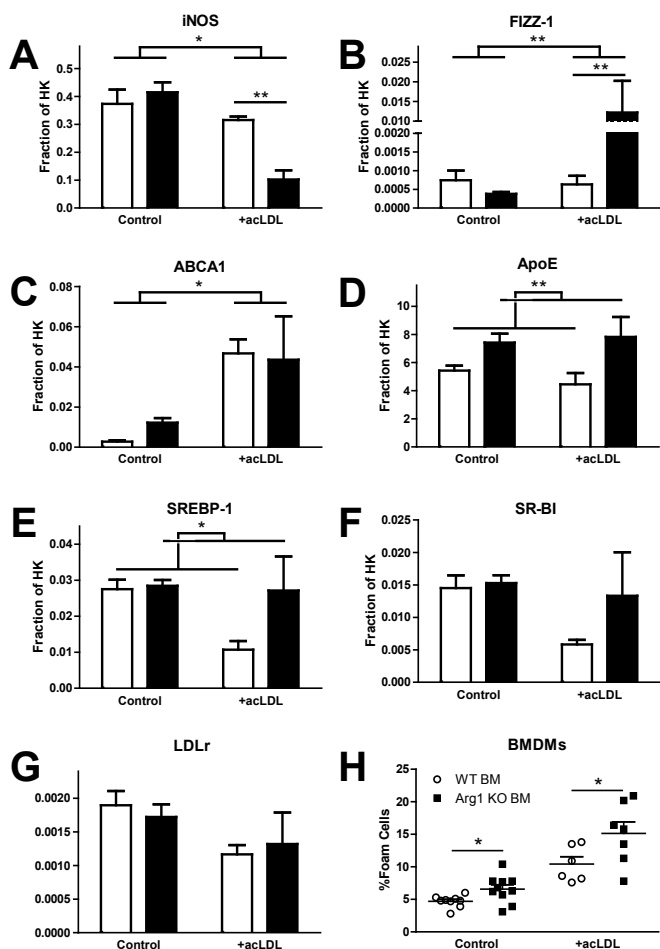 iNOS
FIZZ-1
A
B
*
**
**
**
0.5
0.4
0.3
0.2
0.1
0.0
Fraction of HK
Control
+acLDL
0.025
0.020
0.015
0.010
0.0020
0.0015
0.0010
0.0005
0.0000
Fraction of HK
Control
+acLDL
ABCA1
ApoE
C
D
*
**
0.08
0.06
0.04
0.02
0.00
Fraction of HK
Control
+acLDL
8
6
4
2
0
Fraction of HK
Control
+acLDL
SREBP-1
SR-BI
E
F
*
0.04
0.03
0.02
0.01
0.00
Fraction of HK
Control
+acLDL
0.025
0.020
0.015
0.010
0.005
0.000
Fraction of HK
Control
+acLDL
LDLr
BMDMs
G
H
0.0020
0.0015
0.0010
0.0005
0.0000
Control
+acLDL
WT BM
Arg1 KO BM
*
*
25
20
15
10
5
0
%Foam Cells
Control
+acLDL